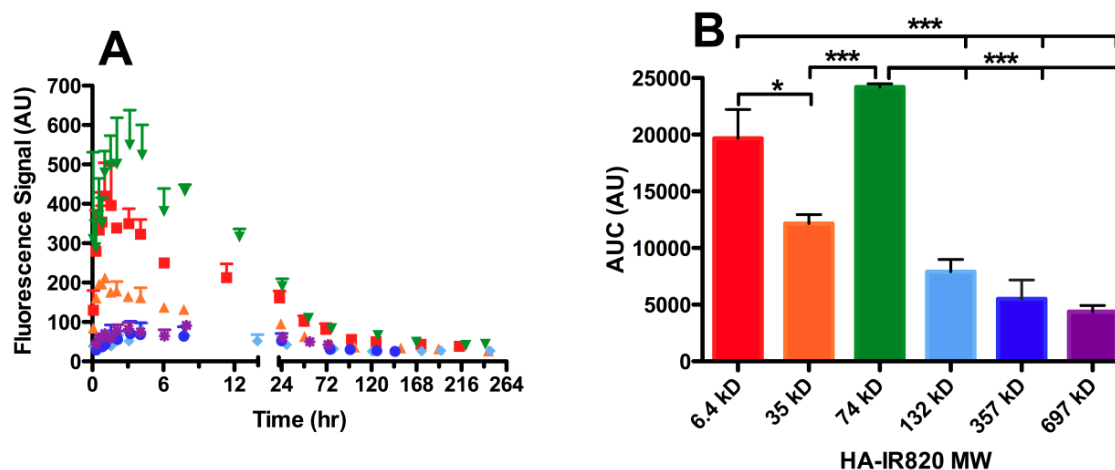 A
Fluorescence Signal (AU)
700
600
500
400
300
200
100
0
0 6 12 24 72 120 168 216 264
Time (hr)
B
***
*** ***
*
AUC (AU)
25000
20000
15000
10000
5000
0
6.4 kD 35 kD 74 kD 132 kD 357 kD 697 kD
HA-IR820 MW